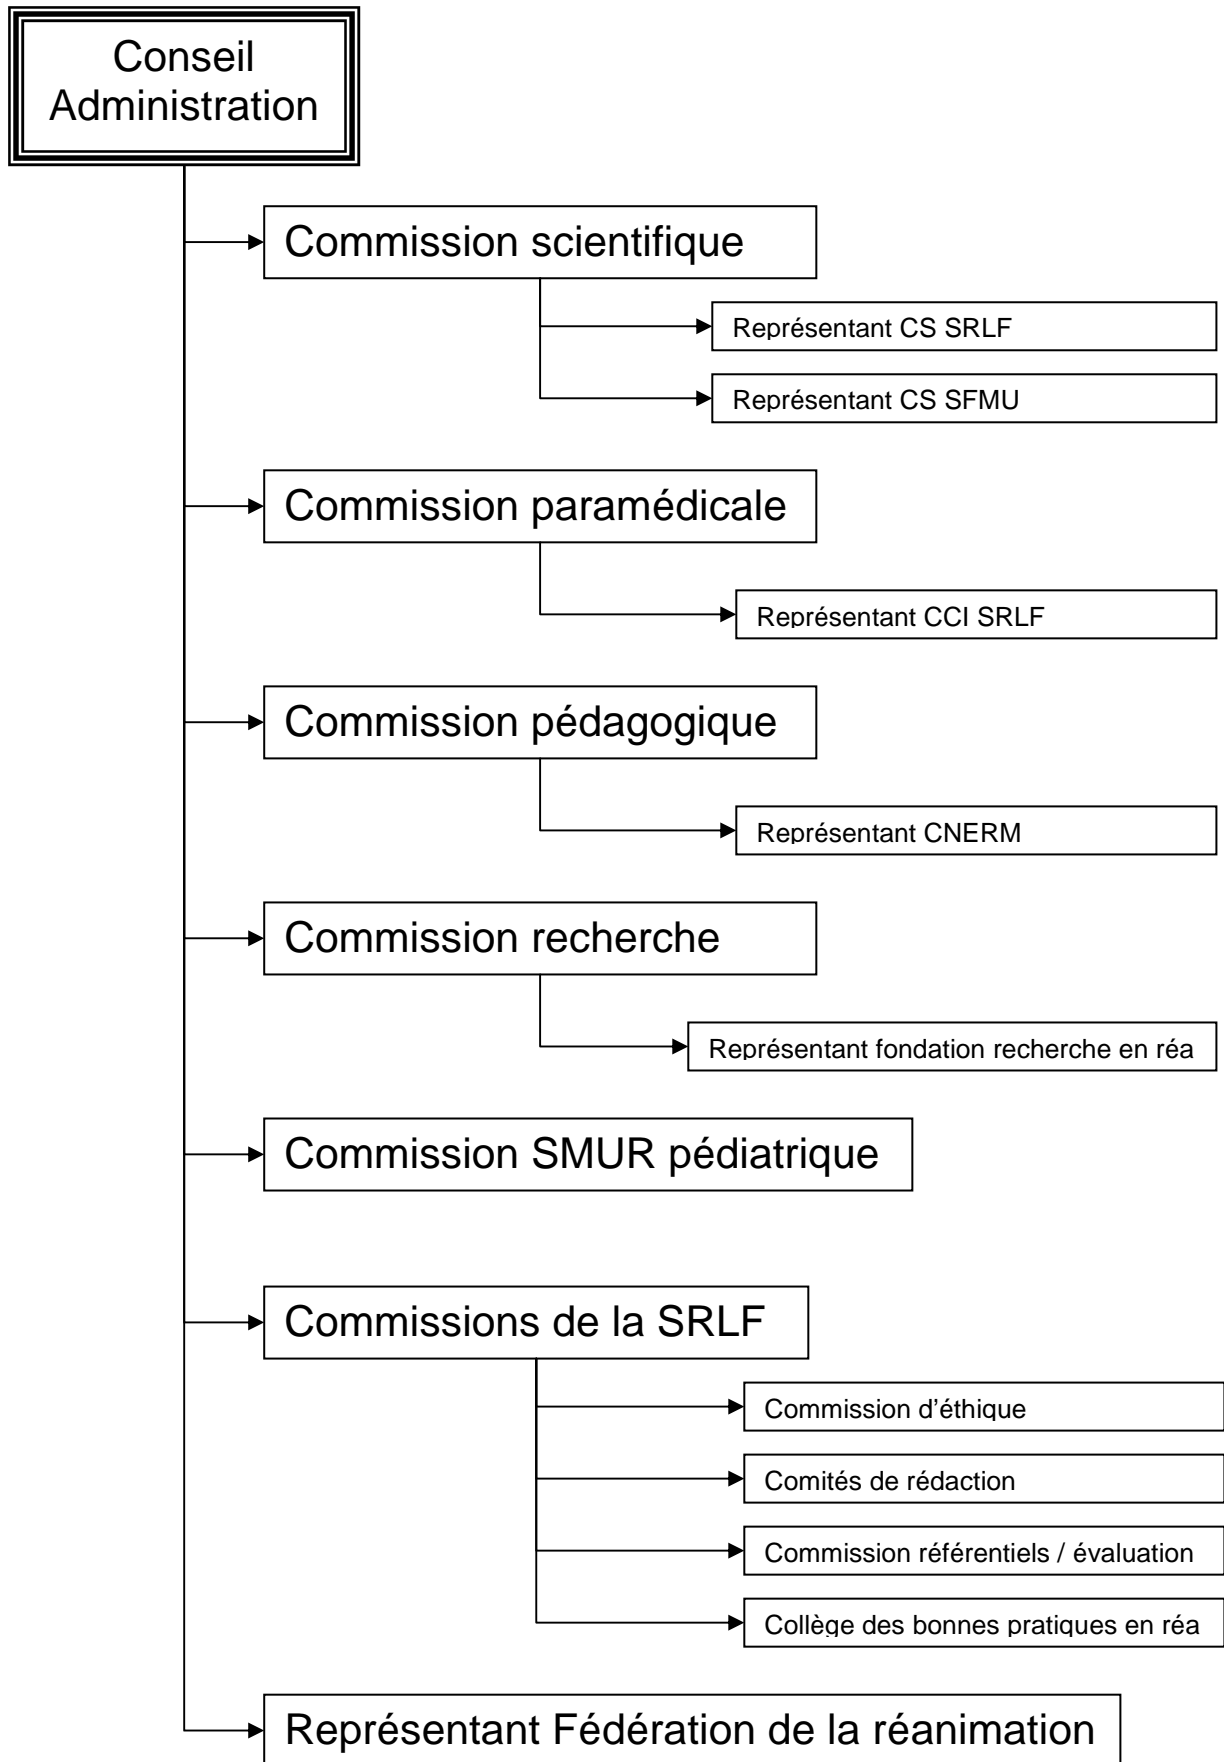 Conseil
Administration
Commission scientifique
Représentant CS SRLF
Représentant CS SFMU
Commission paramédicale
Représentant CCI SRLF
Commission pédagogique
Représentant CNERM
Commission recherche
Représentant fondation recherche en réa
Commission SMUR pédiatrique
Commissions de la SRLF
Commission d'éthique
Comités de rédaction
Commission référentiels / évaluation
Collège des bonnes pratiques en réa
Représentant Fédération de la réanimation